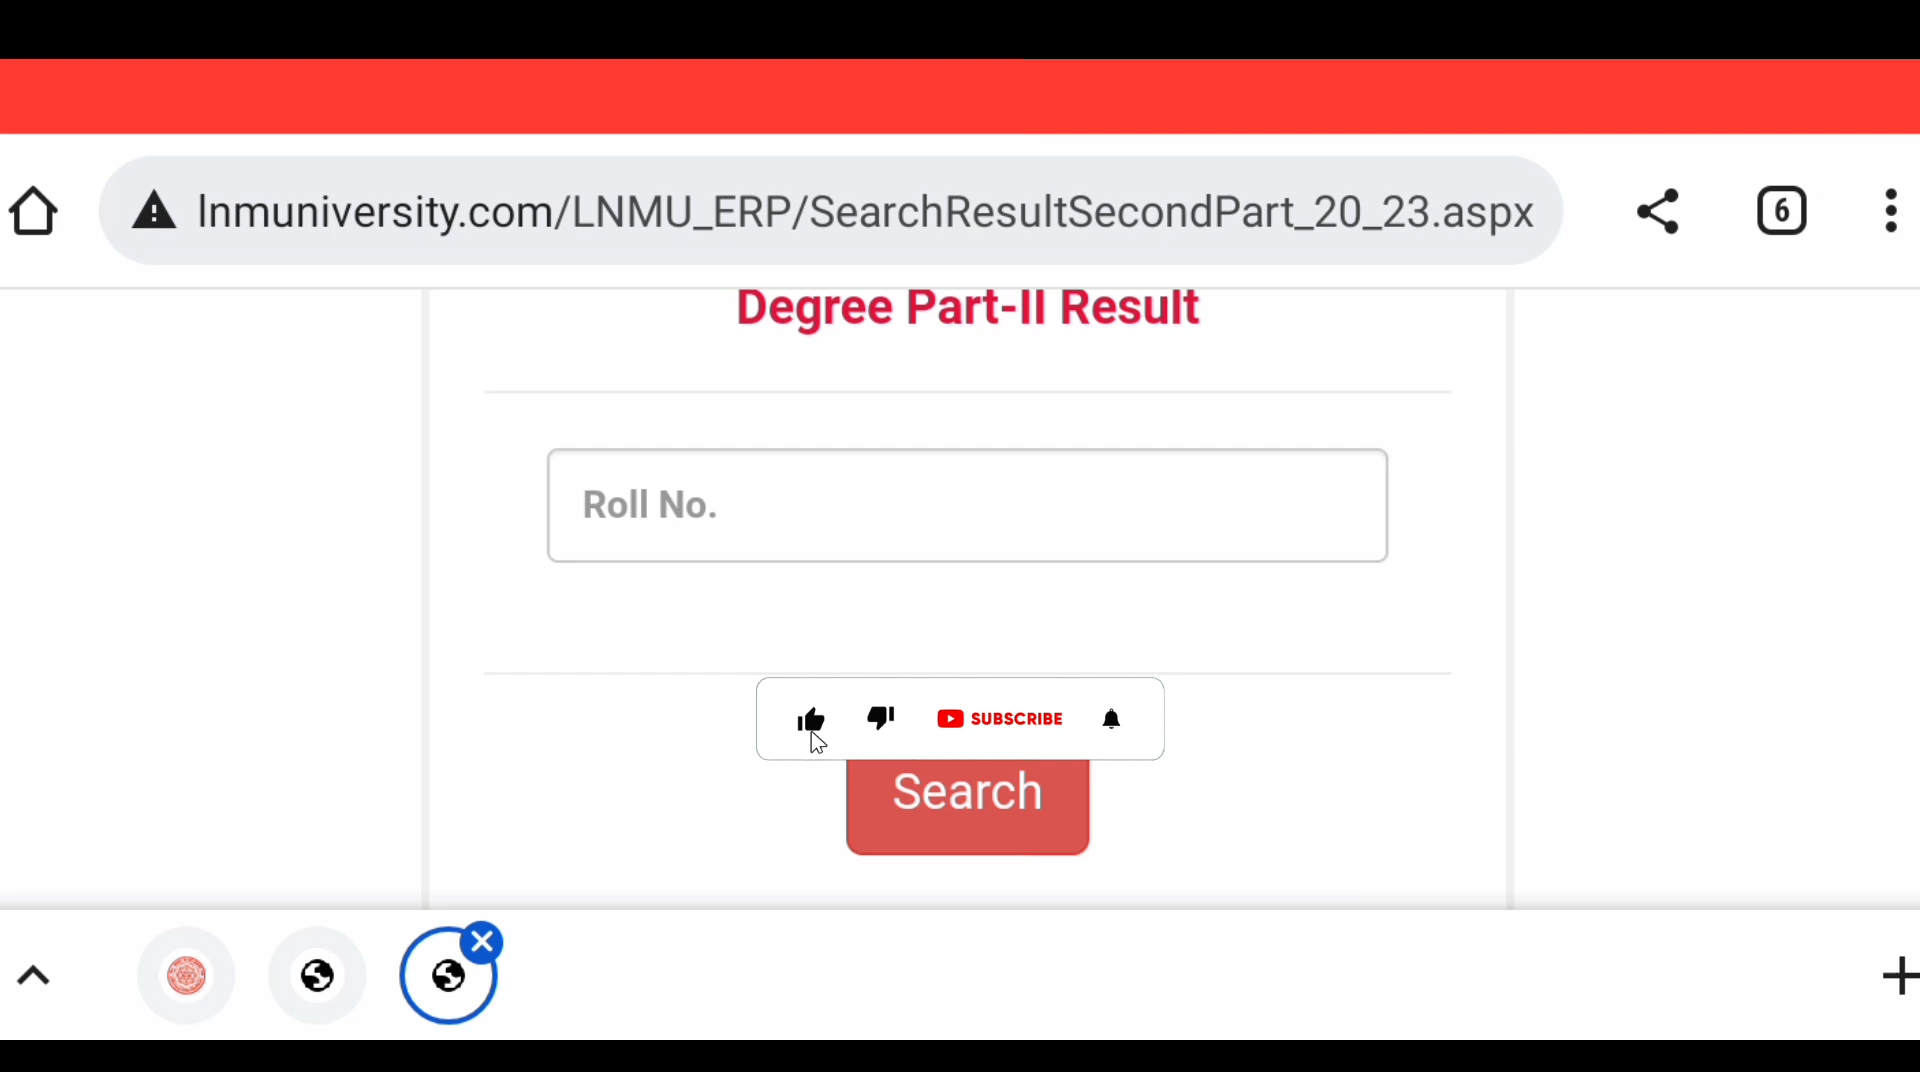 lnmuniversity.com/LNMU_ERP/SearchResultSecondPart_20_23.aspx
6
Degree Part-II Result
Roll No.
SUBSCRIBE
Search